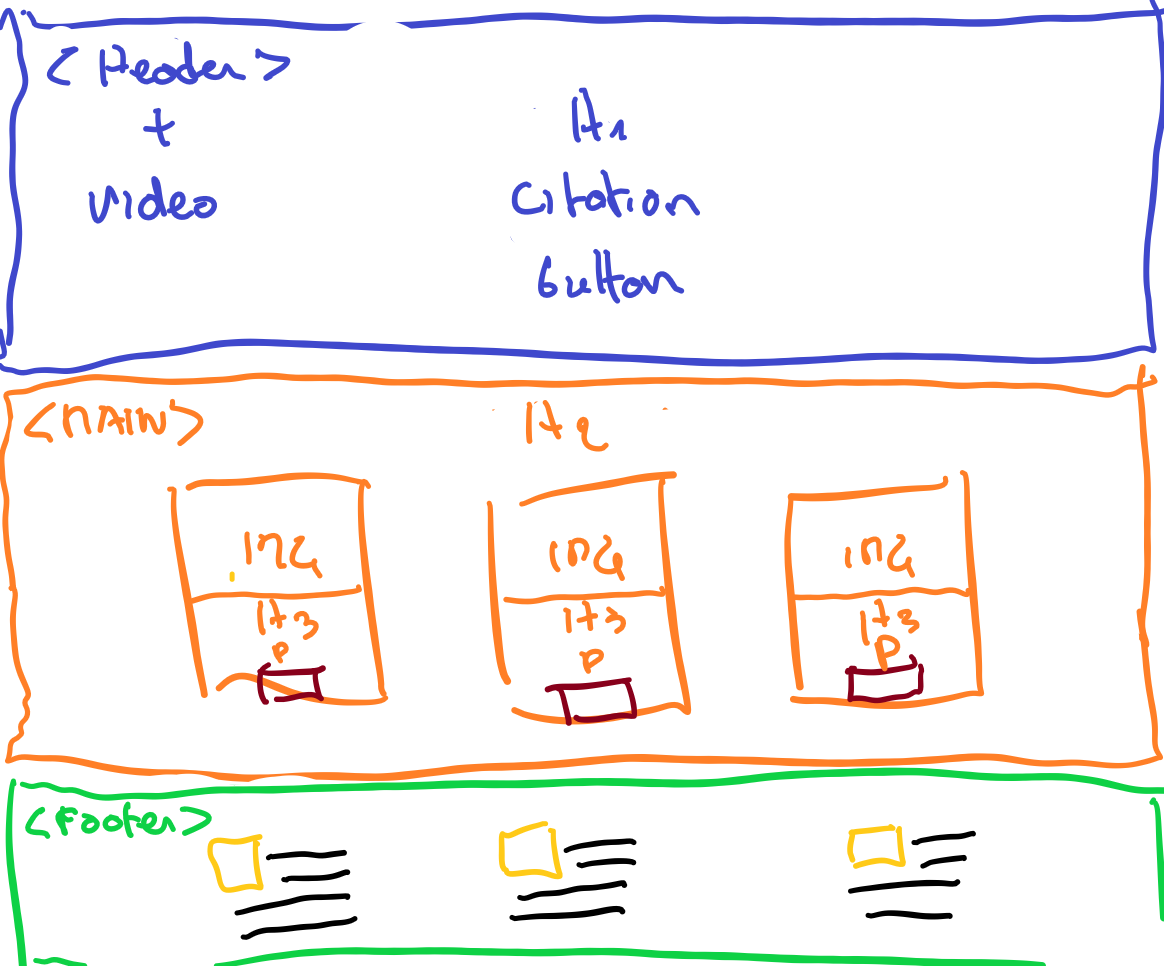 <Header>
+
video
H1
Citation
button
<MAIN>
H2
IMG
H3
P
IMG
H3
P
IMG
H3
P
<Footer>